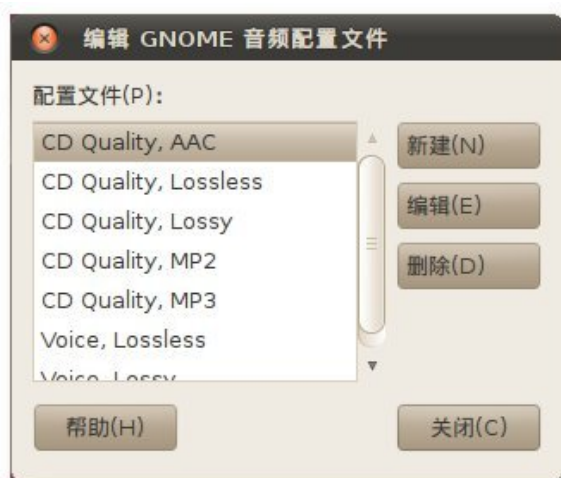 编辑 GNOME 音频配置文件
配置文件(P):
CD Quality, AAC
CD Quality, Lossless
CD Quality, Lossy
CD Quality, MP2
CD Quality, MP3
Voice, Lossless
Voice, Lossy
新建(N)
编辑(E)
删除(D)
帮助(H)
关闭(C)